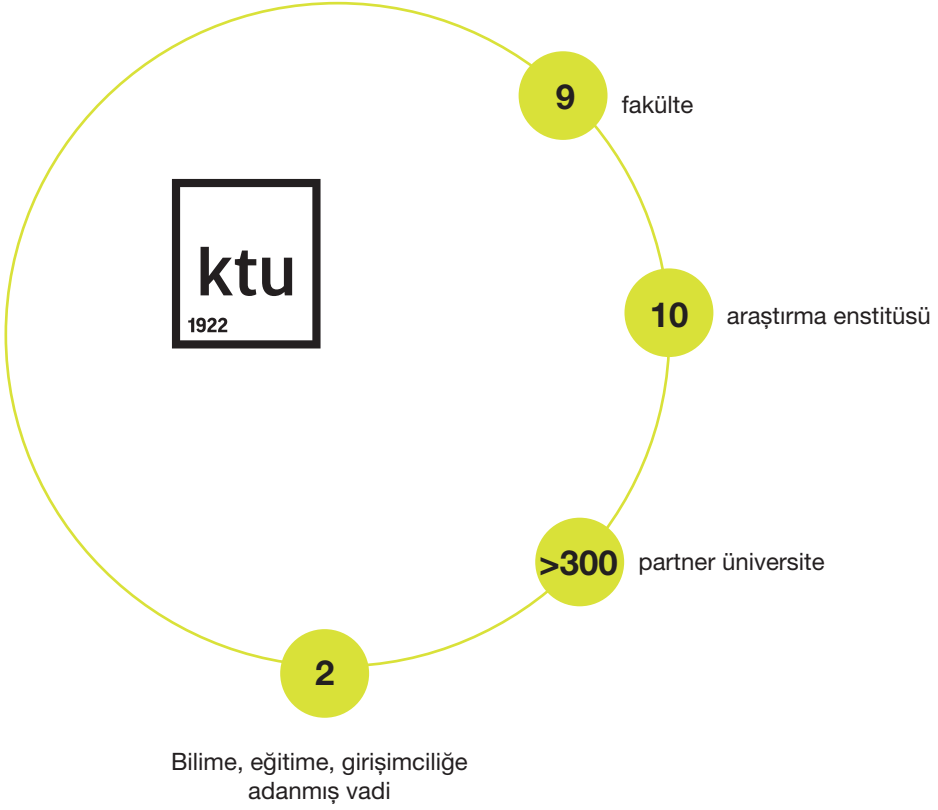 9
fakülte
ktu
1922
10
araştırma enstitüsü
>300
partner üniversite
2
Bilime, eğitime, girişimciliğe
adanmış vadi